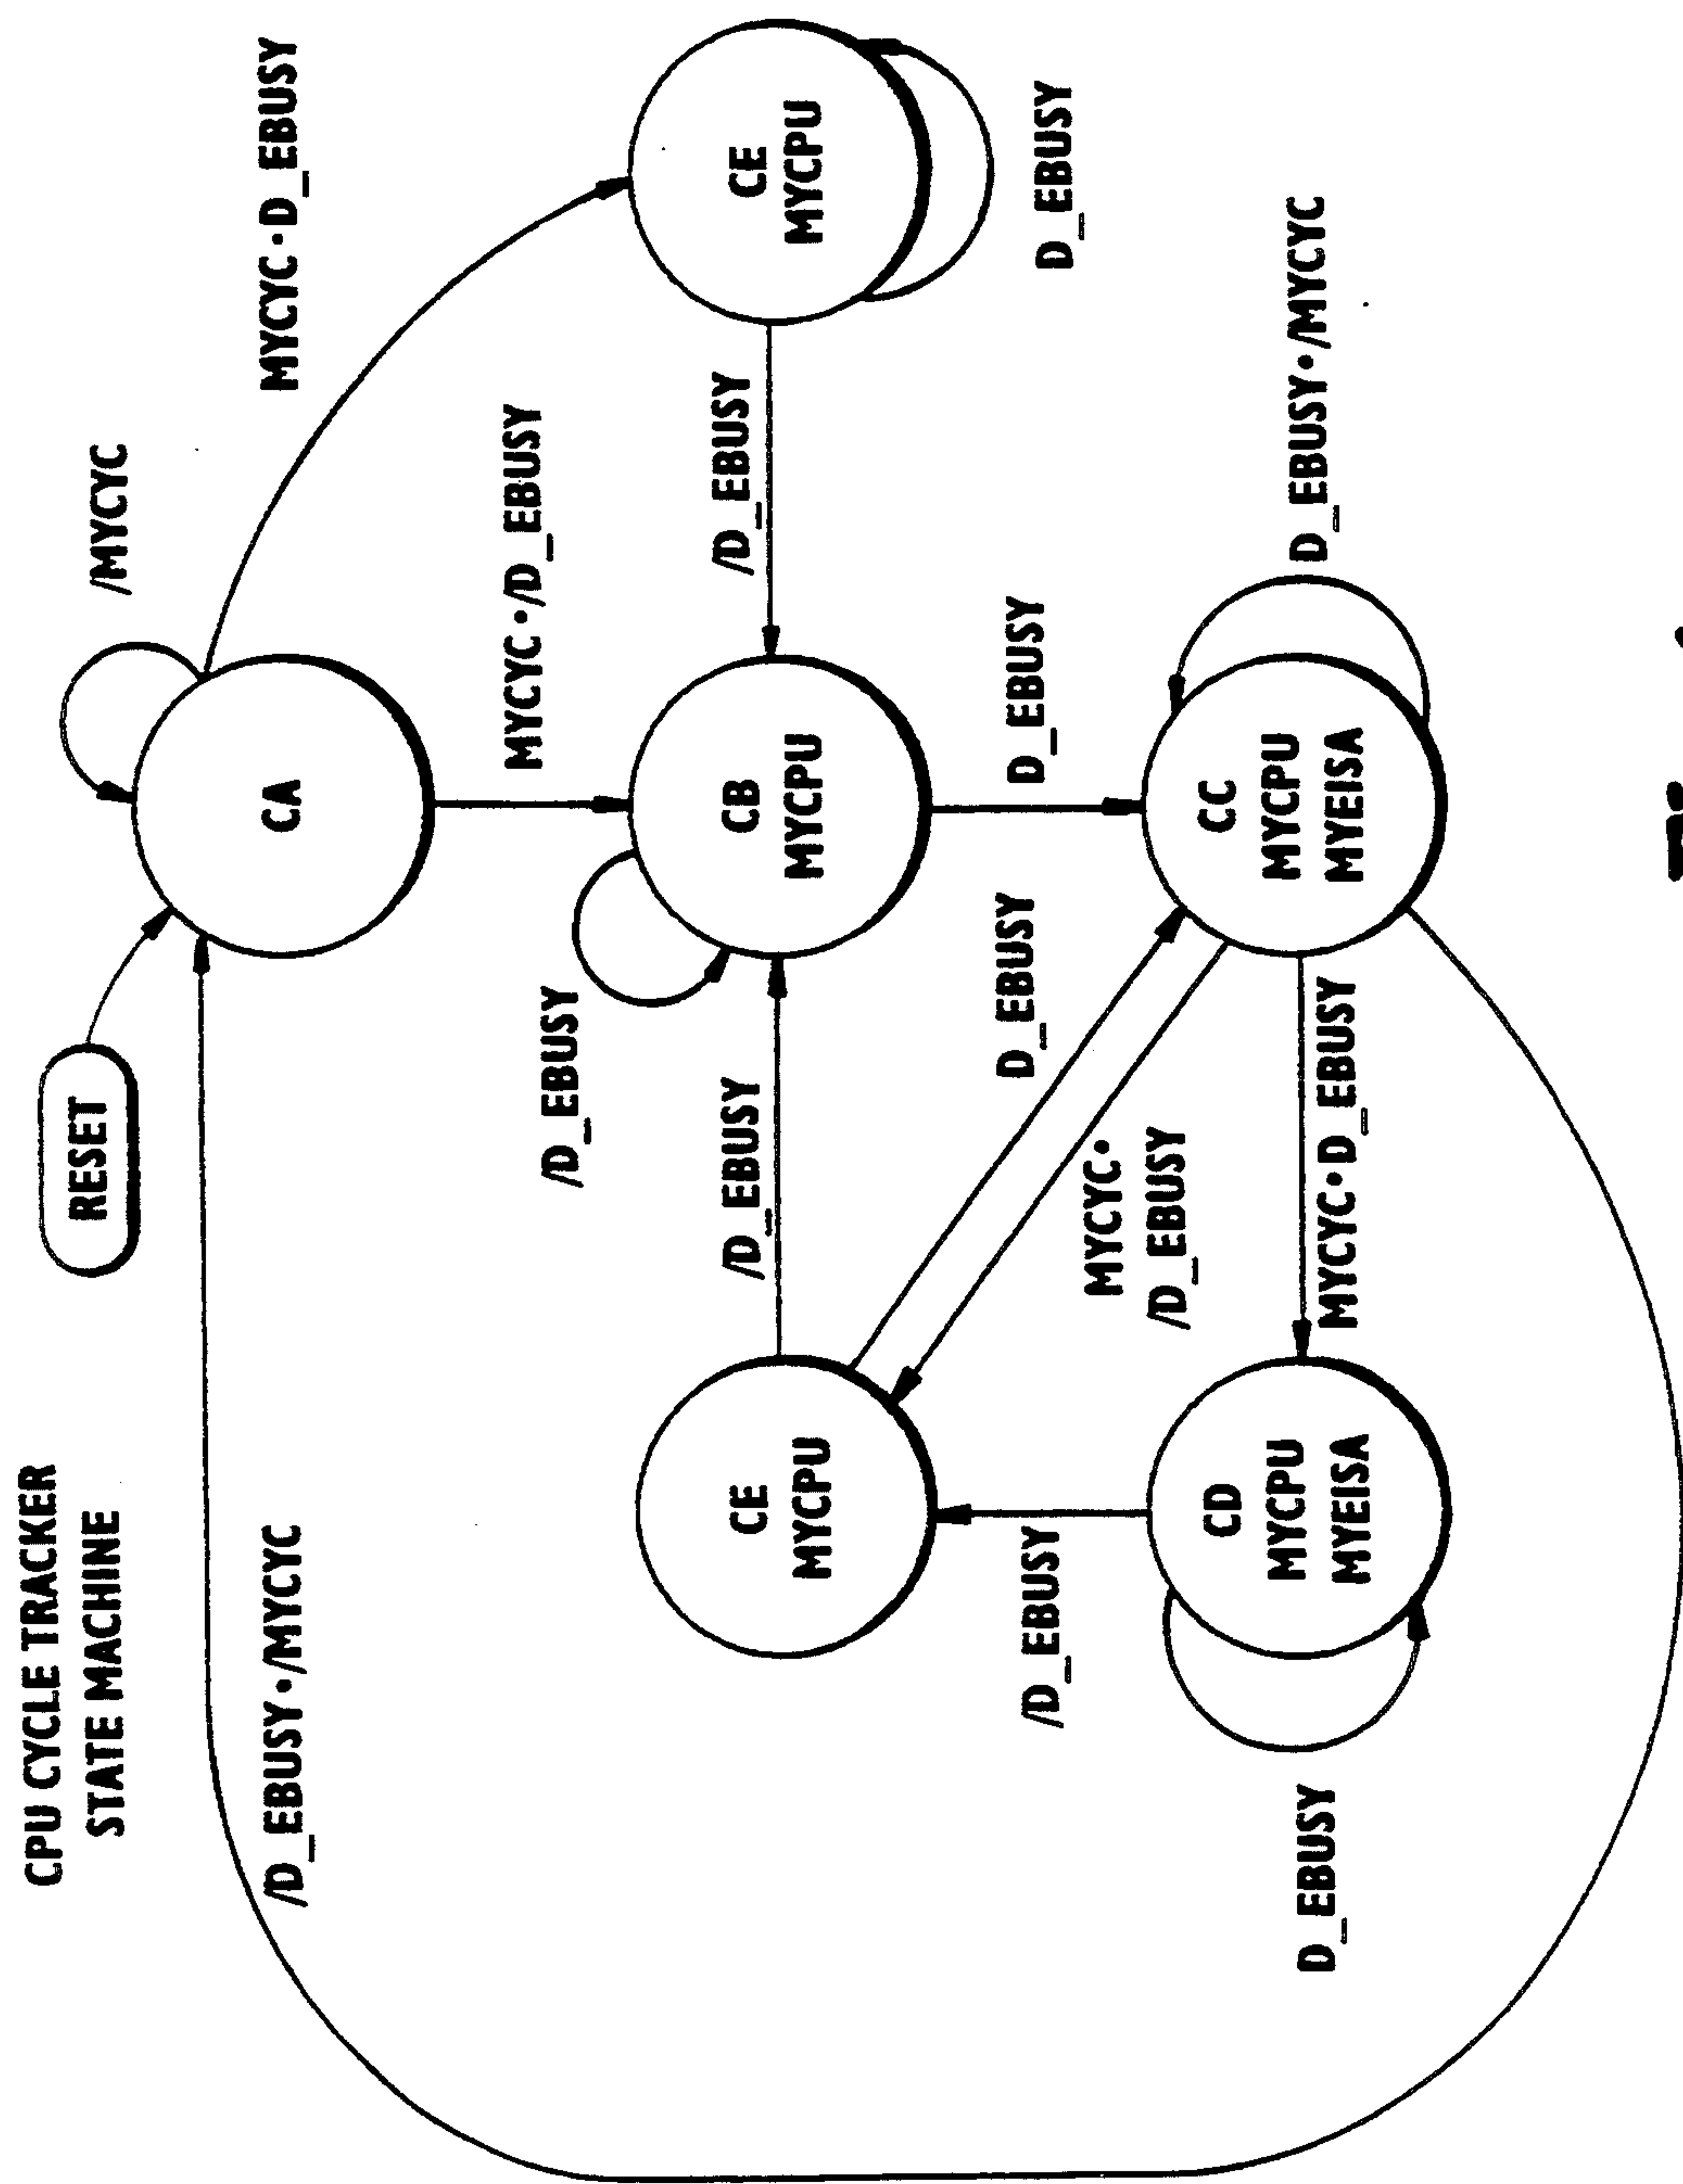 CPU CYCLE TRACKER
STATE MACHINE
RESET
/MYCYC
MYCYC·D_EBUSY
CA
/D_EBUSY·/MYCYC
MYCYC·/D_EBUSY
/D_EBUSY
CE
MYCPU
/D_EBUSY
CB
MYCPU
/D_EBUSY
CE
MYCPU
D_EBUSY
D_EBUSY
D_EBUSY
MYCYC·
/D_EBUSY
/D_EBUSY
CD
MYCPU
MYEISA
MYCYC·D_EBUSY
CC
MYCPU
MYEISA
D_EBUSY·/MYCYC
D_EBUSY